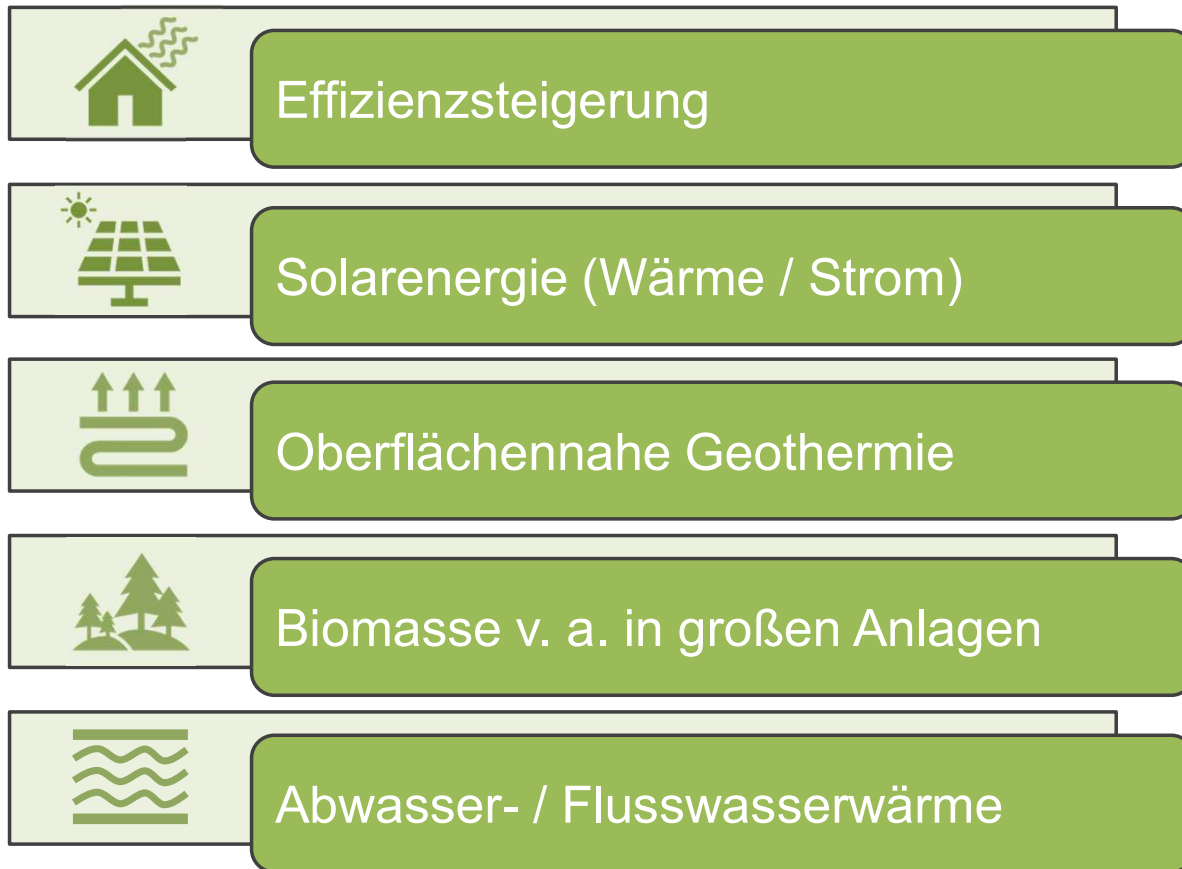 Effizienzsteigerung
Solarenergie (Wärme / Strom)
Oberflächennahe Geothermie
Biomasse v. a. in großen Anlagen
Abwasser- / Flusswasserwärme